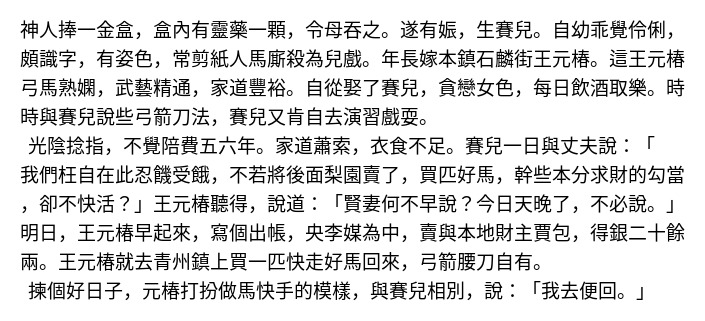 神人捧一金盒，盒內有靈藥一顆，令母吞之。遂有娠，生賽兒。自幼乖覺伶俐，
頗識字，有姿色，常剪紙人馬廝殺為兒戲。年長嫁本鎮石麟街王元椿。這王元椿
弓馬熟嫻，武藝精通，家道豐裕。自從娶了賽兒，貪戀女色，每日飲酒取樂。時
時與賽兒說些弓箭刀法，賽兒又肯自去演習戲耍。
光陰捻指，不覺陪費五六年。家道蕭索，衣食不足。賽兒一日與丈夫說：「
我們枉自在此忍饑受餓，不若將後面梨園賣了，買匹好馬，幹些本分求財的勾當
，卻不快活？」王元椿聽得，說道：「賢妻何不早說？今日天晚了，不必說。」
明日，王元椿早起來，寫個出帳，央李媒為中，賣與本地財主賈包，得銀二十餘
兩。王元椿就去青州鎮上買一匹快走好馬回來，弓箭腰刀自有。
揀個好日子，元椿打扮做馬快手的模樣，與賽兒相別，說：「我去便回。」